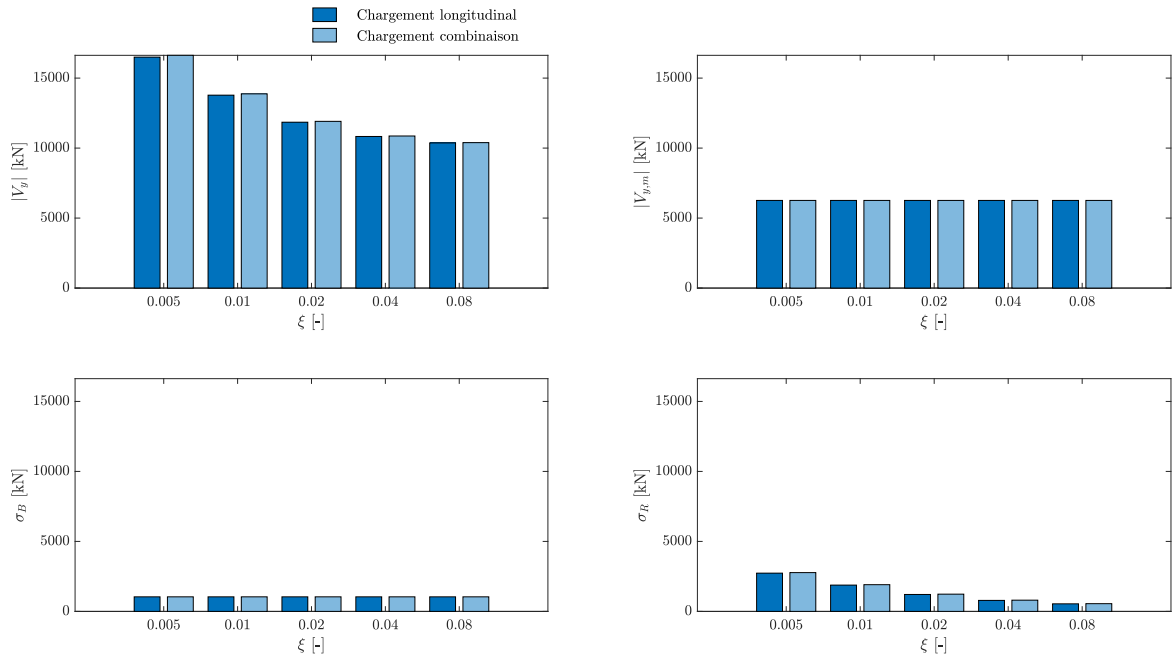 Chargement longitudinal
Chargement combinaison
|V_y| [kN]
15000
10000
5000
0
0.005 0.01 0.02 0.04 0.08
ξ [-]
|V_{y,m}| [kN]
15000
10000
5000
0
0.005 0.01 0.02 0.04 0.08
ξ [-]
σ_B [kN]
15000
10000
5000
0
0.005 0.01 0.02 0.04 0.08
ξ [-]
σ_R [kN]
15000
10000
5000
0
0.005 0.01 0.02 0.04 0.08
ξ [-]